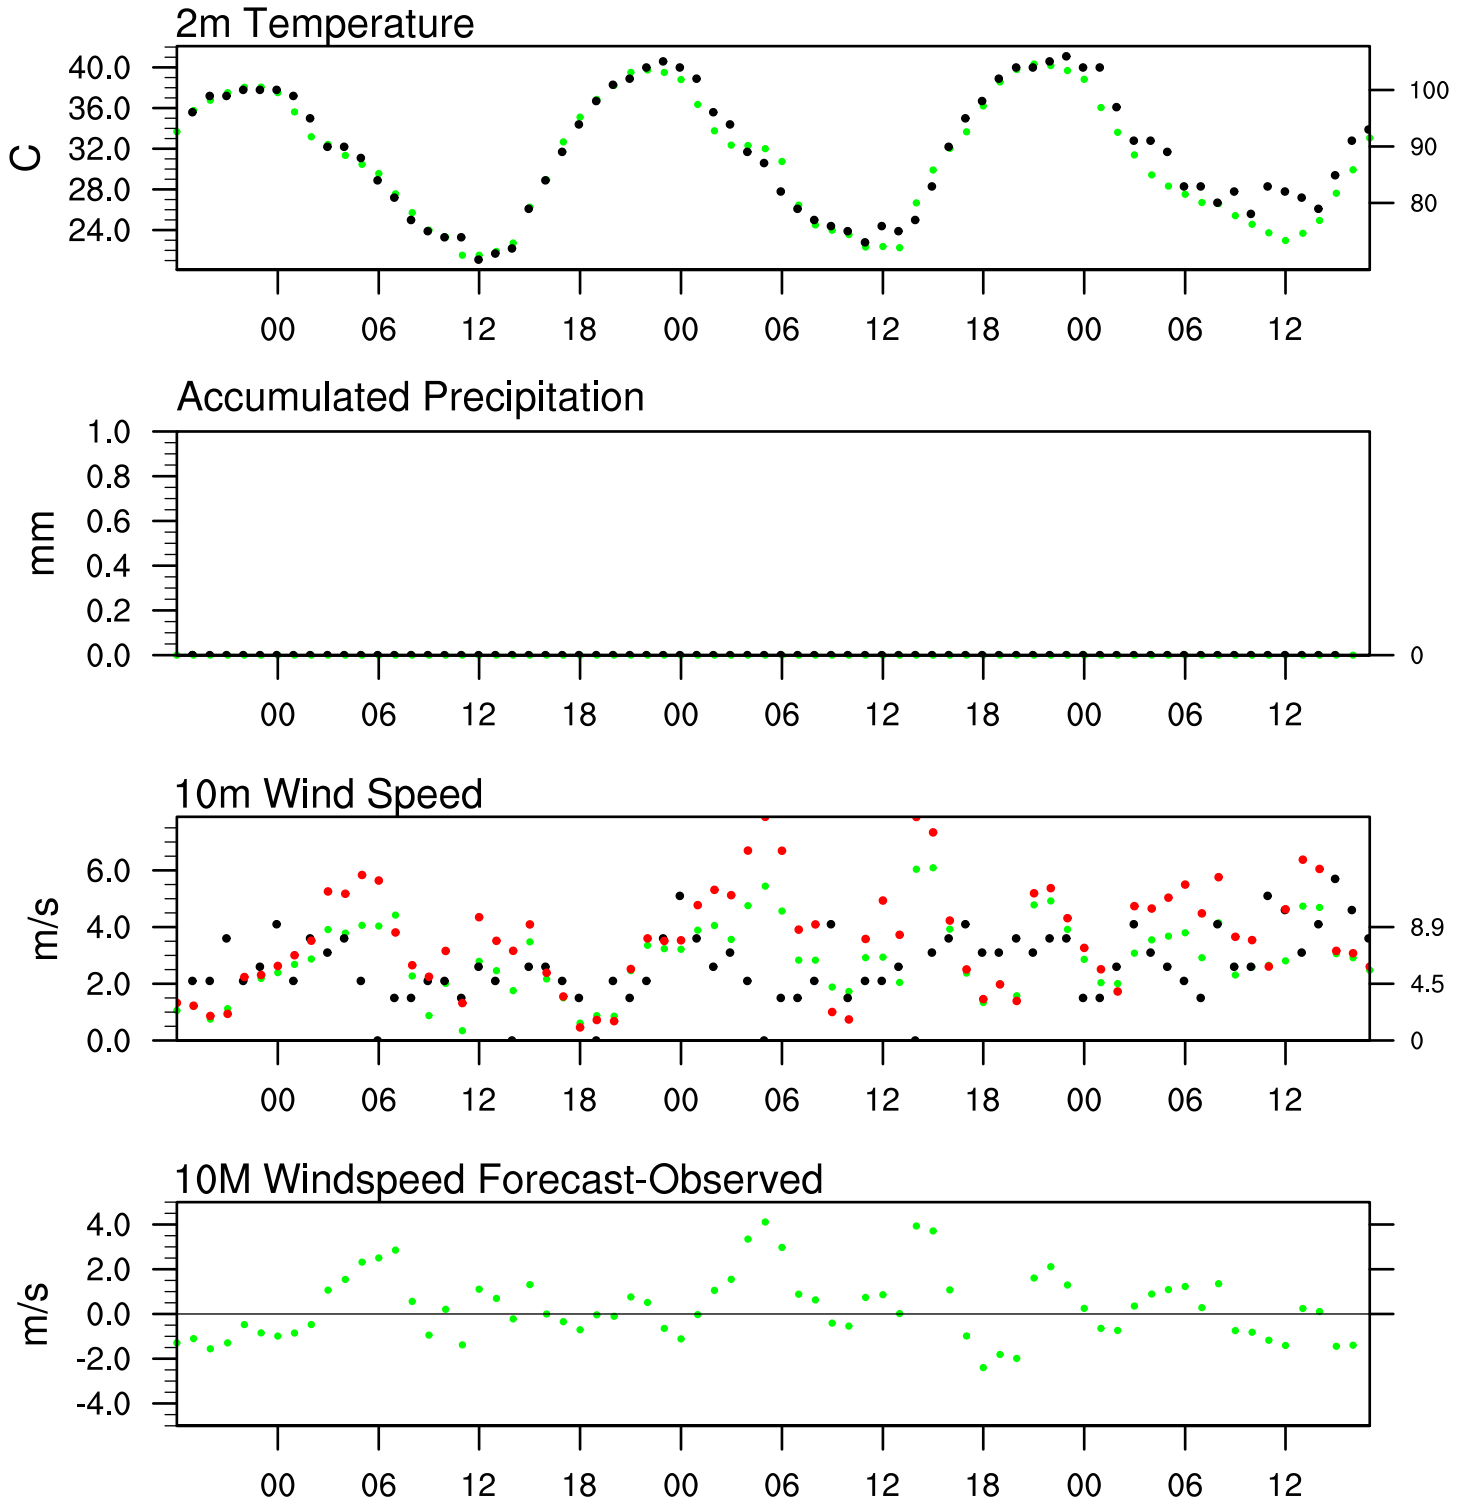 2m Temperature
40.0
36.0
32.0
28.0
24.0
C
100
90
80
00 06 12 18 00 06 12 18 00 06 12
Accumulated Precipitation
1.0
0.8
0.6
0.4
0.2
0.0
mm
0
00 06 12 18 00 06 12 18 00 06 12
10m Wind Speed
6.0
4.0
2.0
0.0
m/s
8.9
4.5
0
00 06 12 18 00 06 12 18 00 06 12
10M Windspeed Forecast-Observed
4.0
2.0
0.0
-2.0
-4.0
m/s
00 06 12 18 00 06 12 18 00 06 12